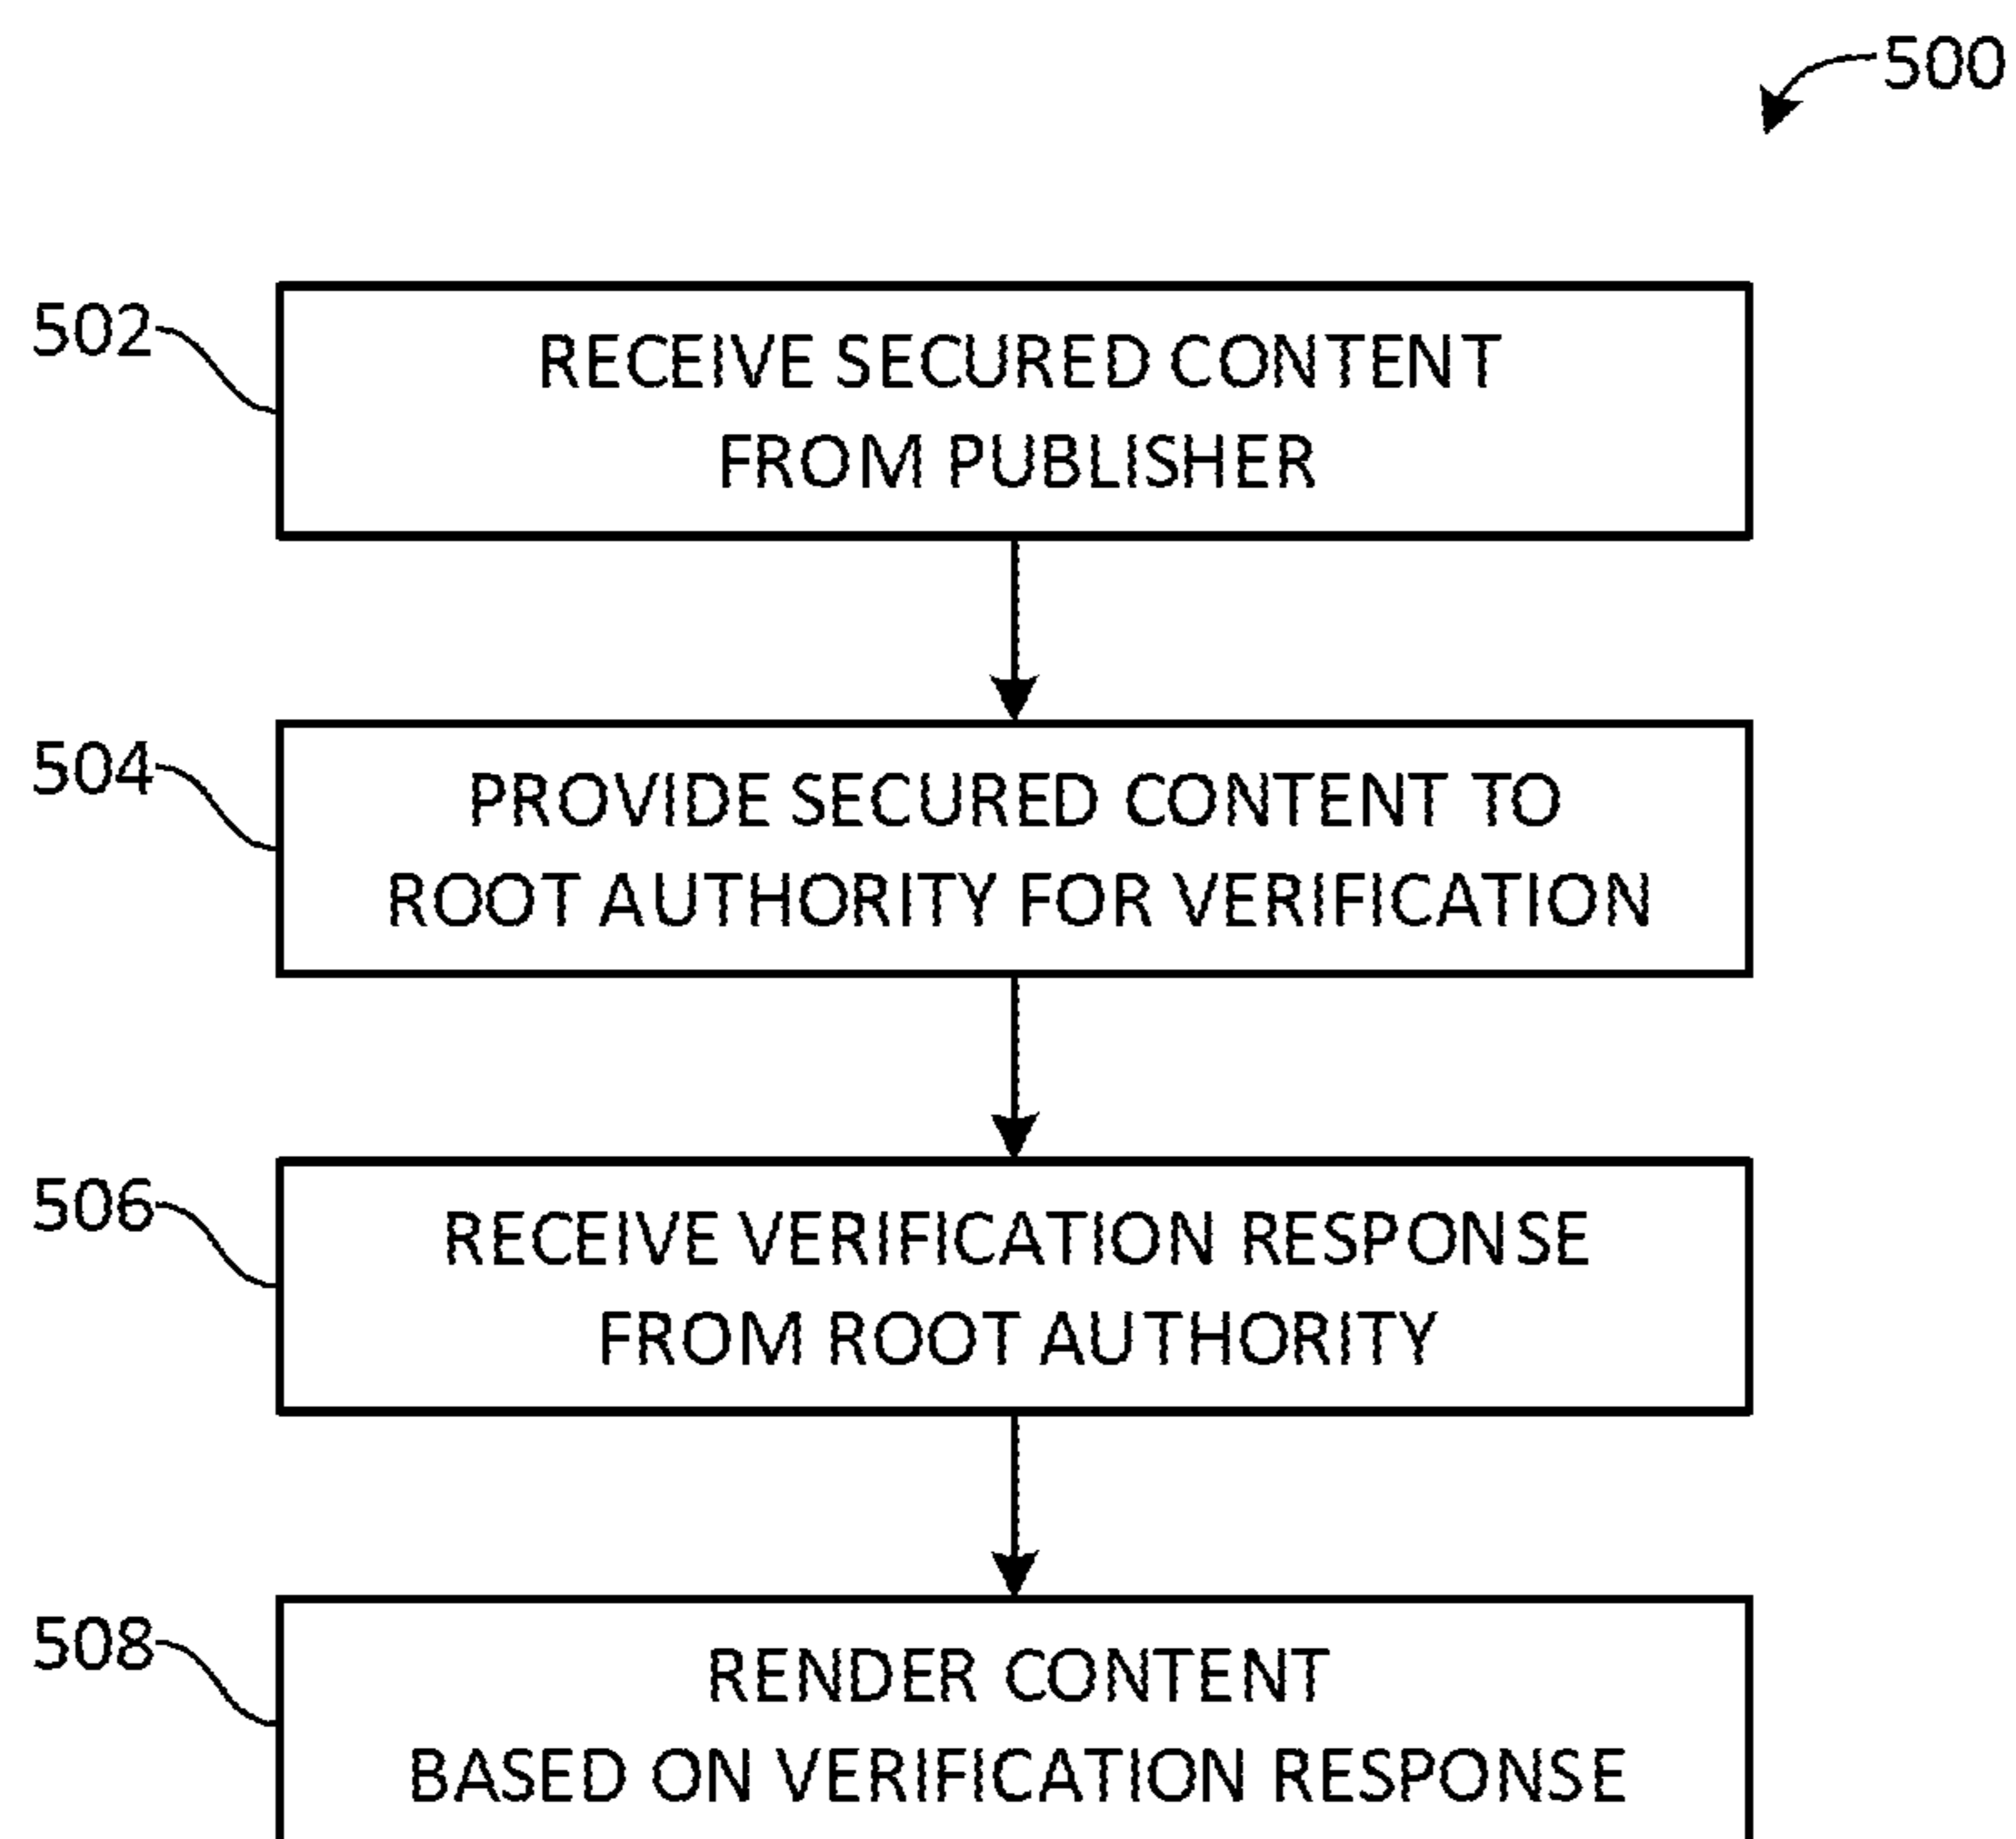 500
502
RECEIVE SECURED CONTENT
FROM PUBLISHER
504
PROVIDE SECURED CONTENT TO
ROOT AUTHORITY FOR VERIFICATION
506
RECEIVE VERIFICATION RESPONSE
FROM ROOT AUTHORITY
508
RENDER CONTENT
BASED ON VERIFICATION RESPONSE